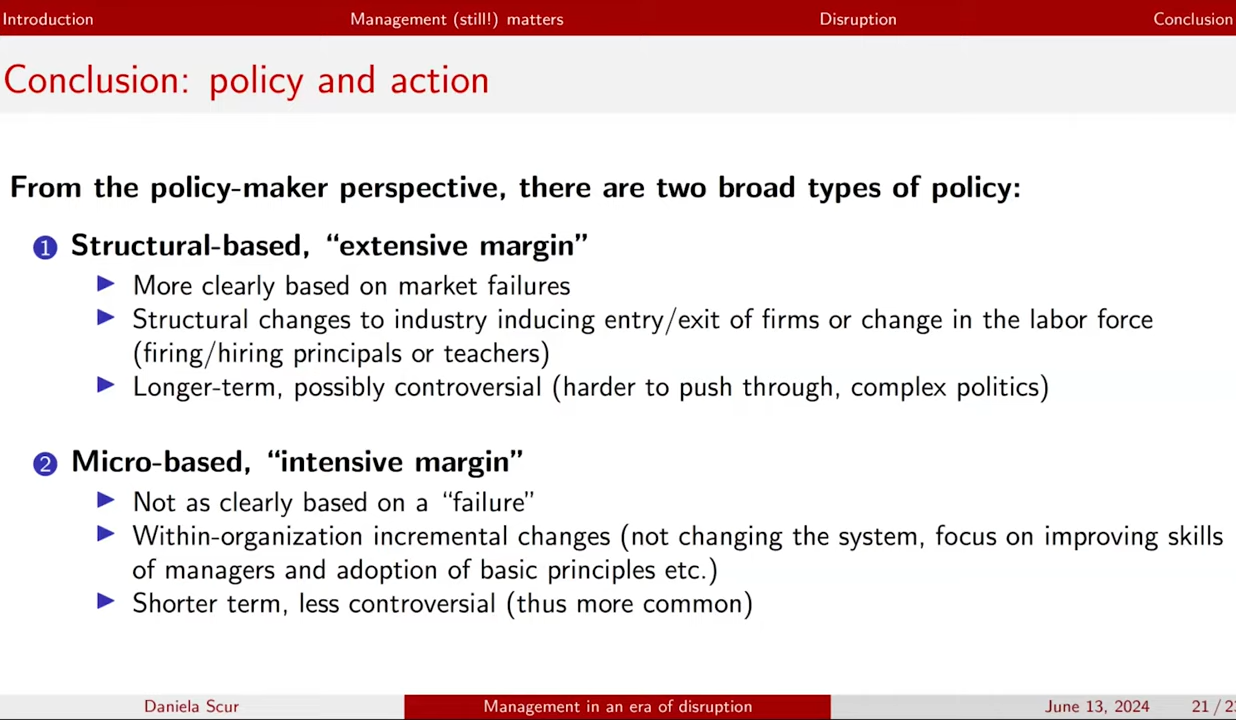 Introduction Management (still!) matters Disruption Conclusion
Conclusion: policy and action
From the policy-maker perspective, there are two broad types of policy:
1 Structural-based, “extensive margin”
▶ More clearly based on market failures
▶ Structural changes to industry inducing entry/exit of firms or change in the labor force
(firing/hiring principals or teachers)
▶ Longer-term, possibly controversial (harder to push through, complex politics)
2 Micro-based, “intensive margin”
▶ Not as clearly based on a “failure”
▶ Within-organization incremental changes (not changing the system, focus on improving skills
of managers and adoption of basic principles etc.)
▶ Shorter term, less controversial (thus more common)
Daniela Scur Management in an era of disruption June 13, 2024 21 /